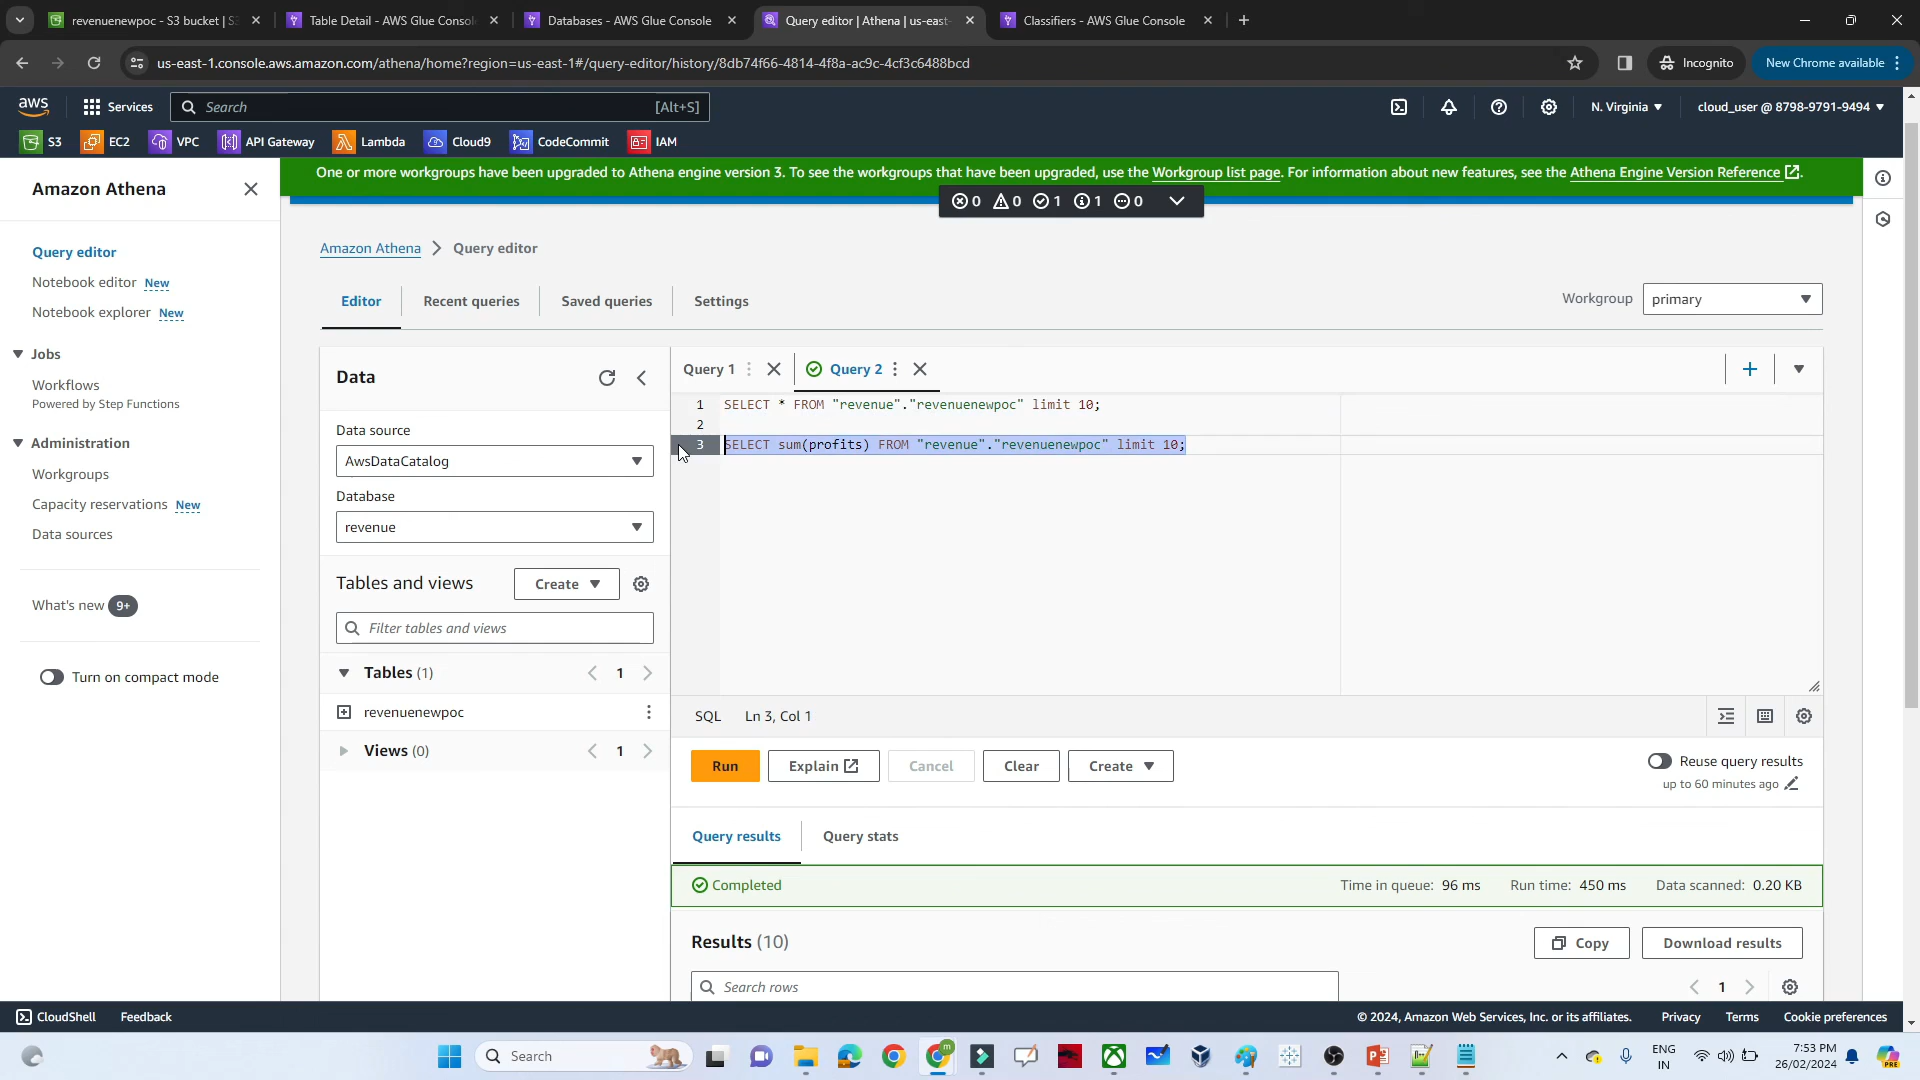 revenuenewpoc - S3 bucket | S3
Table Detail - AWS Glue Consol
Databases - AWS Glue Console
Query editor | Athena | us-east-
Classifiers - AWS Glue Console
us-east-1.console.aws.amazon.com/athena/home?region=us-east-1#/query-editor/history/8db74f66-4814-4f8a-ac9c-4cf3c6488bcd
Incognito
New Chrome available
aws
Services
Search
[Alt+S]
N. Virginia
cloud_user @ 8798-9791-9494
S3
EC2
VPC
API Gateway
Lambda
Cloud9
CodeCommit
IAM
One or more workgroups have been upgraded to Athena engine version 3. To see the workgroups that have been upgraded, use the Workgroup list page. For information about new features, see the Athena Engine Version Reference.
0 0 1 1 0
Amazon Athena
Query editor
Notebook editor New
Notebook explorer New
Jobs
Workflows
Powered by Step Functions
Administration
Workgroups
Capacity reservations New
Data sources
What's new 9+
Turn on compact mode
Amazon Athena
Query editor
Editor
Recent queries
Saved queries
Settings
Workgroup
primary
Data
Data source
AwsDataCatalog
Database
revenue
Tables and views
Create
Filter tables and views
Tables (1)
1
revenuenewpoc
Views (0)
1
Query 1
Query 2
1 SELECT * FROM "revenue"."revenuenewpoc" limit 10;
2
3 SELECT sum(profits) FROM "revenue"."revenuenewpoc" limit 10;
SQL
Ln 3, Col 1
Run
Explain
Cancel
Clear
Create
Reuse query results
up to 60 minutes ago
Query results
Query stats
Completed
Time in queue: 96 ms
Run time: 450 ms
Data scanned: 0.20 KB
Results (10)
Copy
Download results
Search rows
1
CloudShell
Feedback
© 2024, Amazon Web Services, Inc. or its affiliates.
Privacy
Terms
Cookie preferences
Search
ENG
IN
7:53 PM
26/02/2024